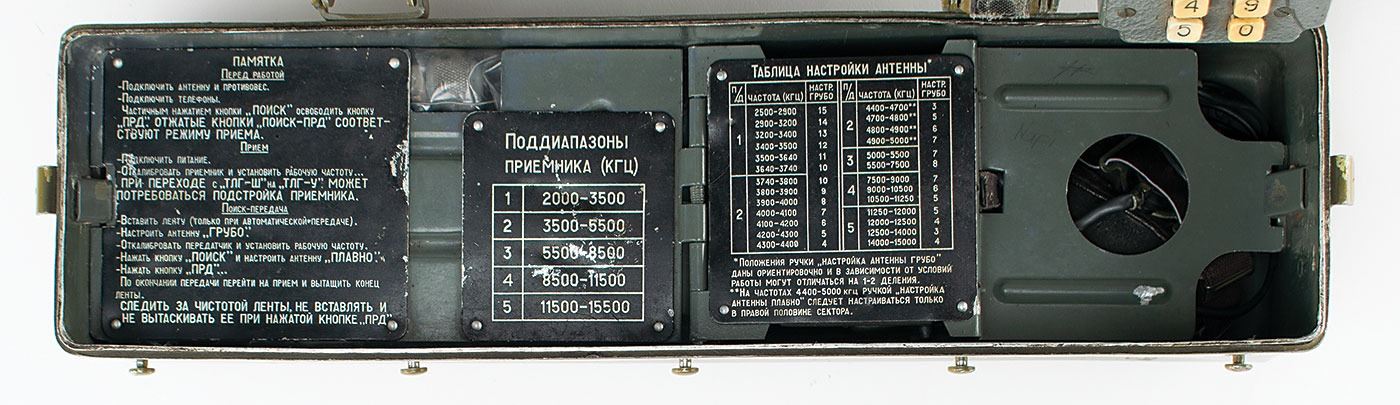 ПАМЯТКА
Перед работой
–Подключить антенну и противовес.
–Подключить телефоны.
Частичным нажатием кнопки „ПОИСК" освободить кнопку
„ПРД". Отжатые кнопки „ПОИСК-ПРД" соответ-
ствуют режиму приема.
Прием
–Подключить питание.
–Откалибровать приемник и установить рабочую частоту...
При переходе с „ТЛГ-Ш" на „ТЛГ-У" может
потребоваться подстройка приемника.
Поиск-передача
–Вставить ленту (только при автоматической передаче).
–Настроить антенну „ГРУБО".
–Откалибровать передатчик и установить рабочую частоту.
–Нажать кнопку „ПОИСК" и настроить антенну „ПЛАВНО".
–Нажать кнопку „ПРД"...
По окончании передачи перейти на прием и вытащить конец
ленты.
Следить за чистотой ленты, не вставлять и
не вытаскивать ее при нажатой кнопке „ПРД"
Поддиапазоны
приемника (кгц)
1 2000–3500
2 3500–5500
3 5500–8500
4 8500–11500
5 11500–15500
Таблица настройки антенны*
П/Д Частота (кгц) Настр. грубо П/Д Частота (кгц) Настр. грубо
1
2500–2900 15
2900–3200 14
3200–3400 13
3400–3500 12
3500–3640 11
3640–3740 10
2
3740–3800 10
3800–3900 9
3900–4000 8
4000–4100 7
4100–4200 6
4200–4300 5
4300–4400 4
2
4400–4700** 3
4700–4800** 5
4800–4900** 6
4900–5000** 7
3
5000–5500 7
5500–7500 8
4
7500–9000 7
9000–10500 6
10500–11250 5
5
11250–12000 5
12000–12500 4
12500–14000 3
14000–15000 4
*Положения ручки „Настройка антенны грубо"
даны ориентировочно и в зависимости от условий
работы могут отличаться на 1-2 деления.
**На частотах 4400-5000 кгц ручкой „Настройка
антенны плавно" следует настраиваться только
в правой половине сектора.
4 9
5 0